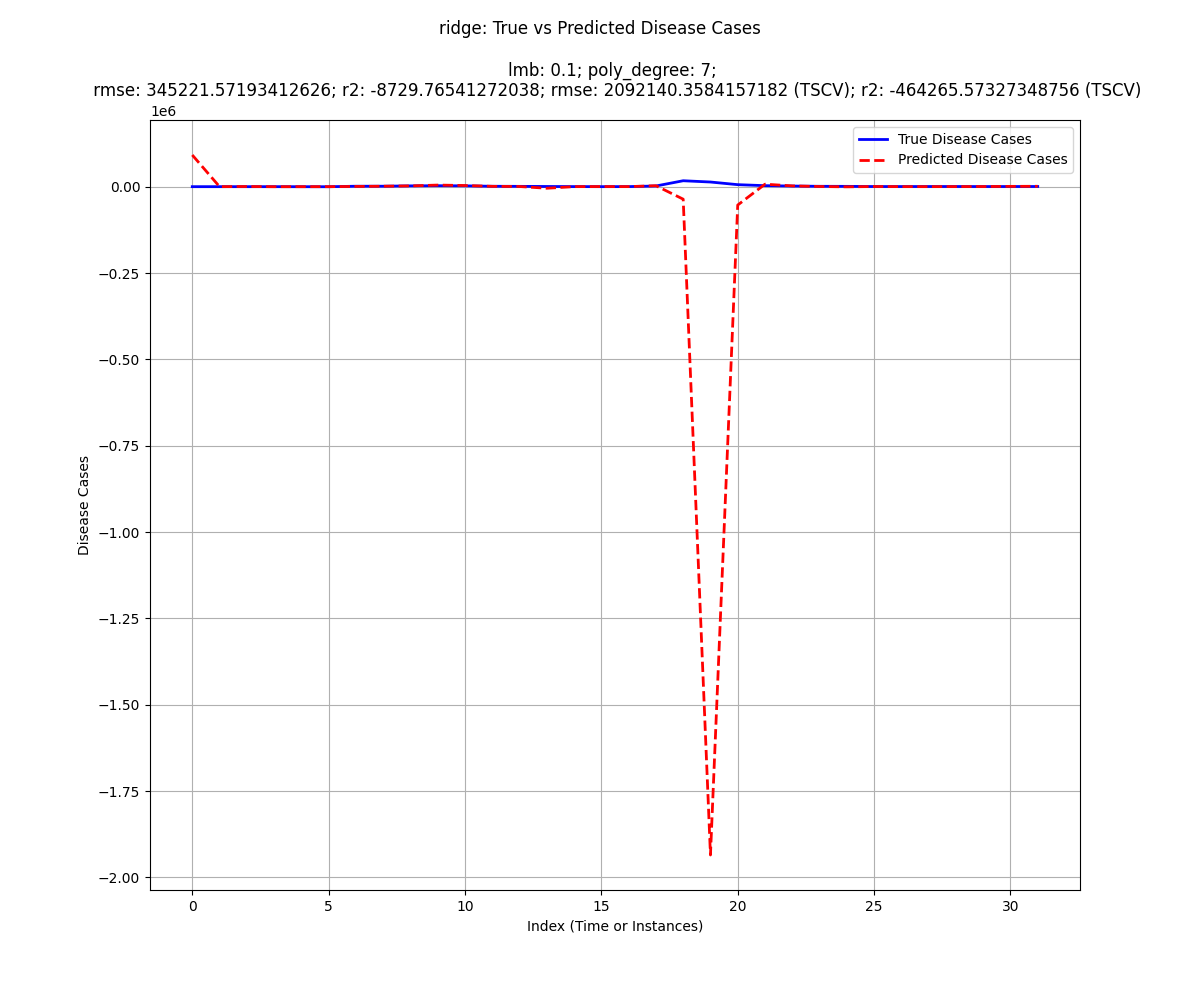 ridge: True vs Predicted Disease Cases
lmb: 0.1; poly_degree: 7;
rmse: 345221.57193412626; r2: -8729.76541272038; rmse: 2092140.3584157182 (TSCV); r2: -464265.57327348756 (TSCV)
1e6
True Disease Cases
Predicted Disease Cases
0.00
−0.25
−0.50
−0.75
−1.00
−1.25
−1.50
−1.75
−2.00
Disease Cases
0 5 10 15 20 25 30
Index (Time or Instances)